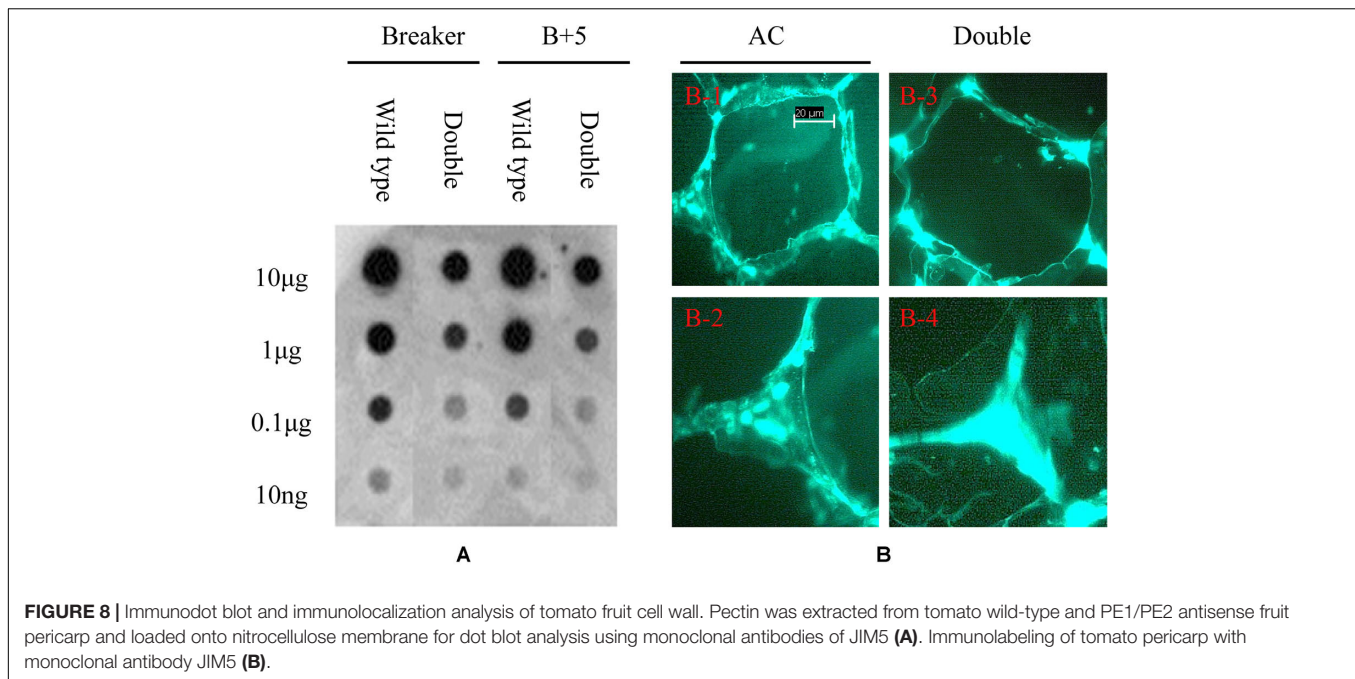 Breaker B+5 AC Double
Wild type
Double
Wild type
Double
10µg
1µg
0.1µg
10ng
B-1
20 µm
B-3
B-2
B-4
A
B
FIGURE 8 | Immunodot blot and immunolocalization analysis of tomato fruit cell wall. Pectin was extracted from tomato wild-type and PE1/PE2 antisense fruit
pericarp and loaded onto nitrocellulose membrane for dot blot analysis using monoclonal antibodies of JIM5 (A). Immunolabeling of tomato pericarp with
monoclonal antibody JIM5 (B).